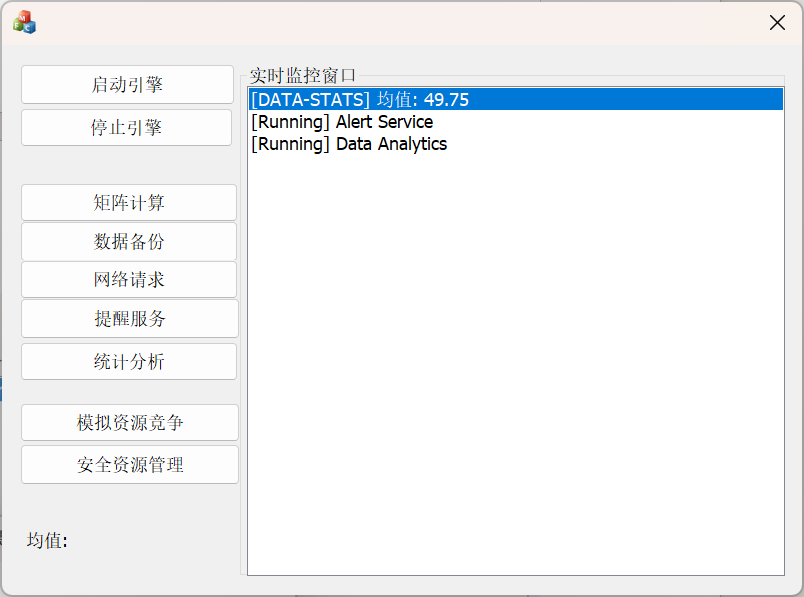 启动引擎
停止引擎
矩阵计算
数据备份
网络请求
提醒服务
统计分析
模拟资源竞争
安全资源管理
均值:
实时监控窗口
[DATA-STATS] 均值: 49.75
[Running] Alert Service
[Running] Data Analytics